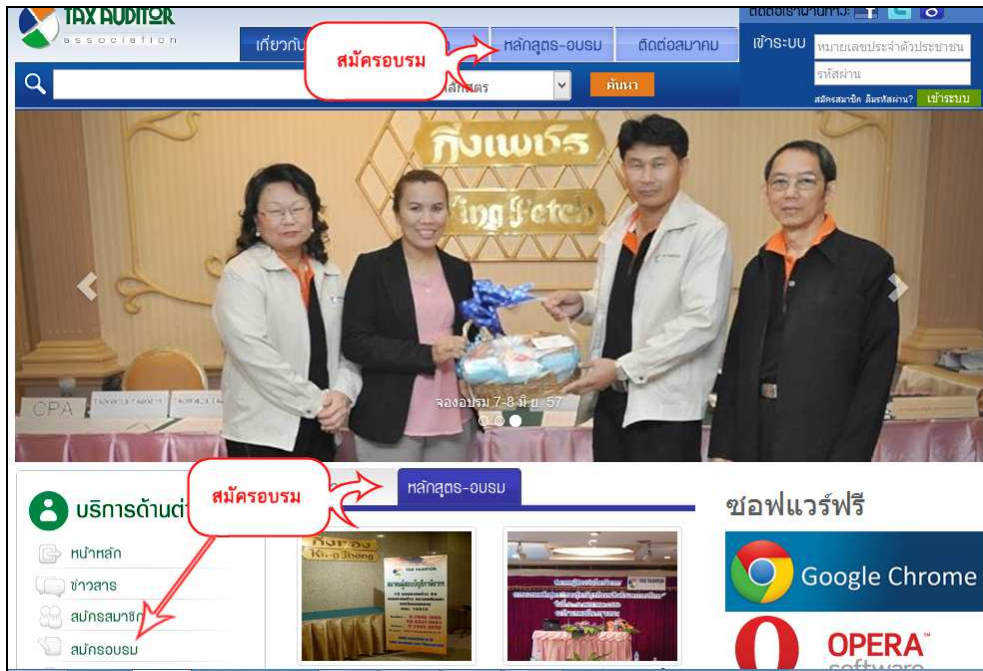 TAX AUDITOR
association
เกี่ยวกับ
หลักสูตร-อบรม
ติดต่อสมาคม
สมัครอบรม
เข้าระบบ
หมายเลขประจำตัวประชาชน
รหัสผ่าน
สมัครสมาชิก ลืมรหัสผ่าน? เข้าระบบ
ค้นหา
กิ่งเพชร
King Petch
CPA
จองอบรม 7-8 มิ.ย. 57
สมัครอบรม
หลักสูตร-อบรม
บริการด้านต่
หน้าหลัก
ข่าวสาร
สมัครสมาชิก
สมัครอบรม
กิ่งทอง
King Thong
TAX AUDITOR
ซอฟแวร์ฟรี
Google Chrome
OPERA
software